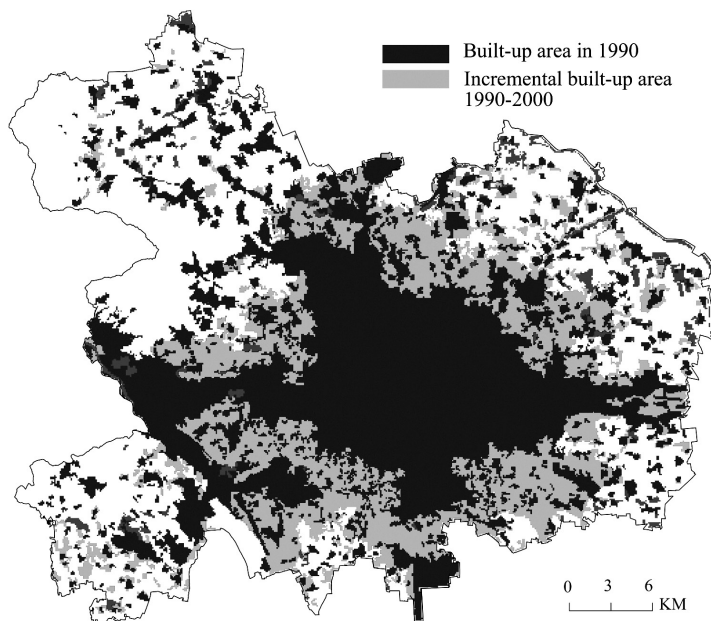 Built-up area in 1990
Incremental built-up area
1990-2000
0 3 6
KM